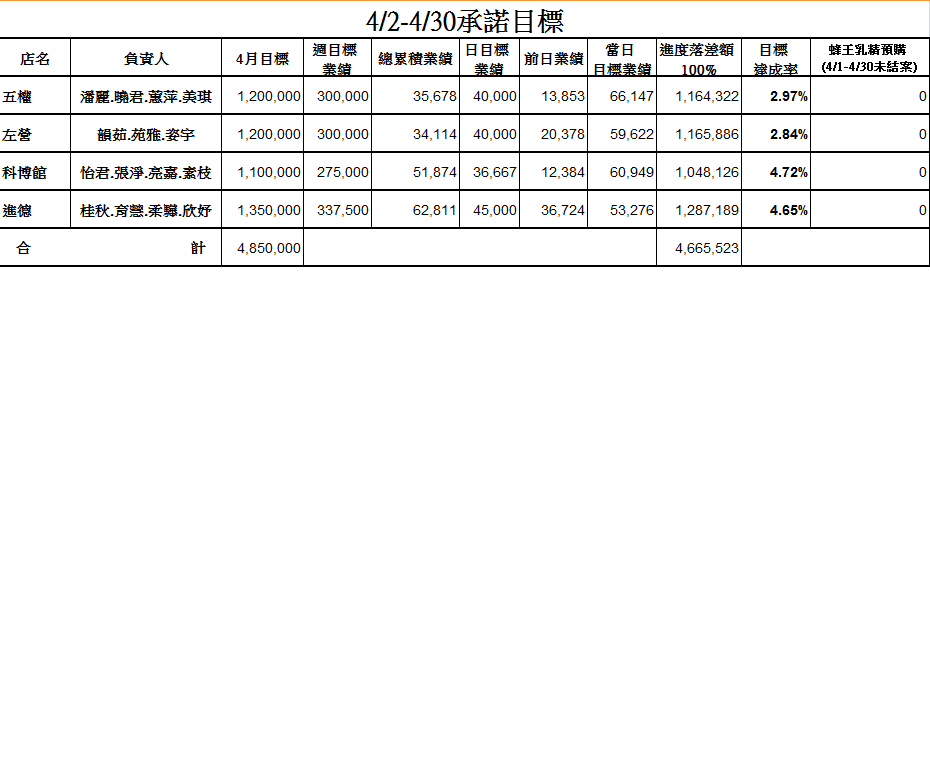 4/2-4/30承諾目標
店名 負責人 4月目標 週目標業績 總累積業績 日目標業績 前日業績 當日目標業績 進度落差額100% 目標達成率 蜂王乳精預購(4/1-4/30未結案)
五權 潘麗.曉君.蕙萍.美琪 1,200,000 300,000 35,678 40,000 13,853 66,147 1,164,322 2.97% 0
左營 韻茹.苑雅.姿宇 1,200,000 300,000 34,114 40,000 20,378 59,622 1,165,886 2.84% 0
科博館 怡君.張淨.亮嘉.素枝 1,100,000 275,000 51,874 36,667 12,384 60,949 1,048,126 4.72% 0
進德 桂秋.育慧.柔驊.欣妤 1,350,000 337,500 62,811 45,000 36,724 53,276 1,287,189 4.65% 0
合 計 4,850,000 4,665,523